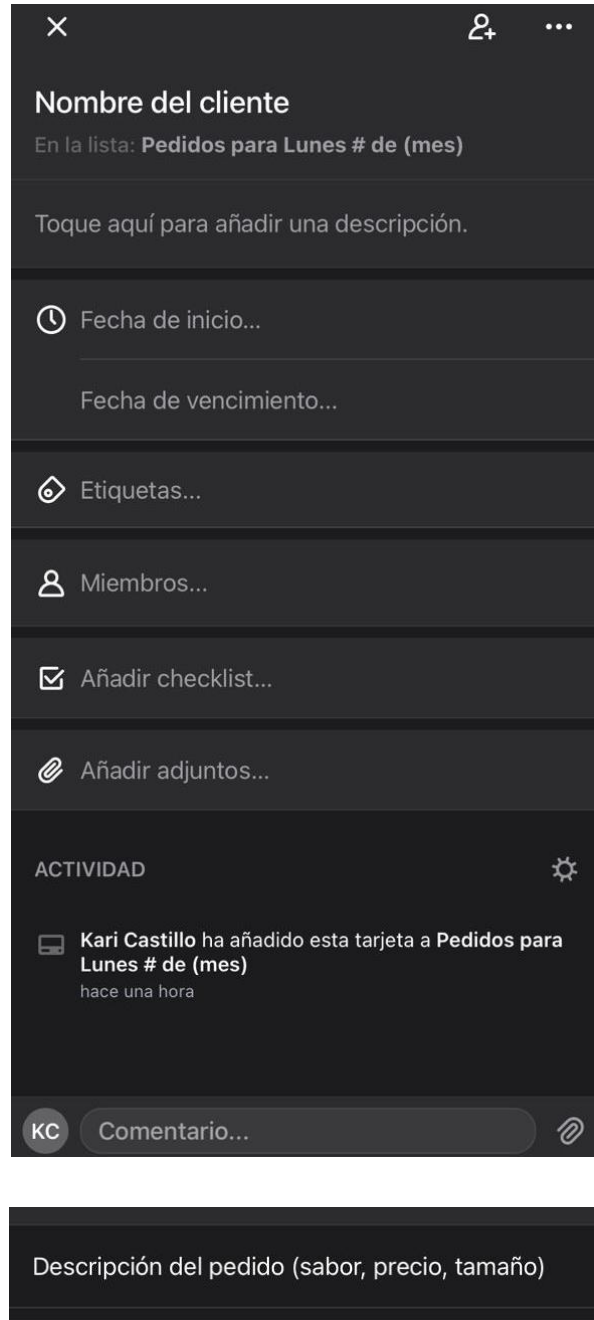 Nombre del cliente
En la lista: Pedidos para Lunes # de (mes)
Toque aquí para añadir una descripción.
Fecha de inicio...
Fecha de vencimiento...
Etiquetas...
Miembros...
Añadir checklist...
Añadir adjuntos...
ACTIVIDAD
Kari Castillo ha añadido esta tarjeta a Pedidos para
Lunes # de (mes)
hace una hora
KC Comentario...
Descripción del pedido (sabor, precio, tamaño)